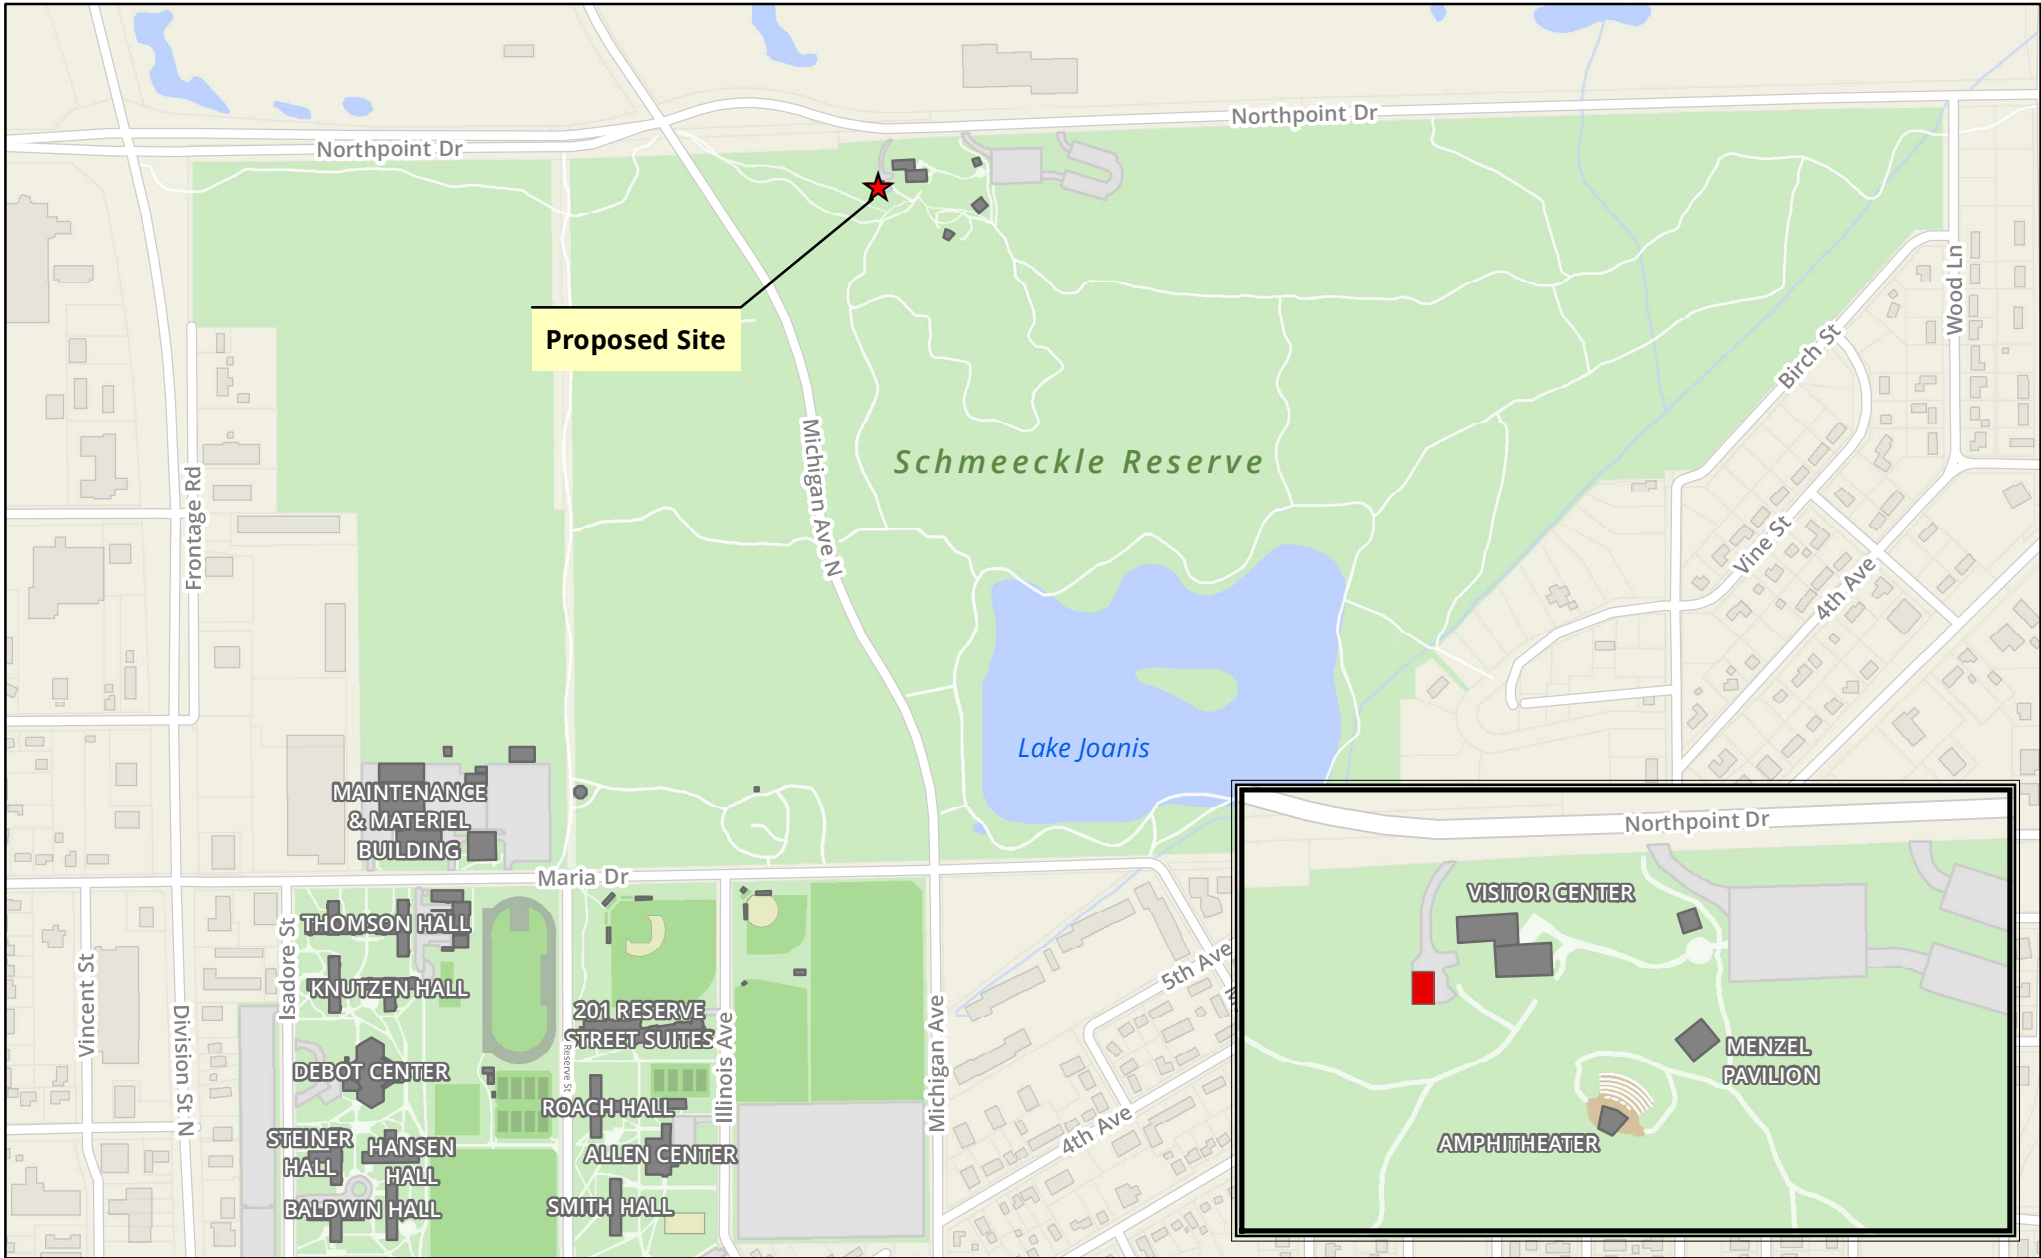 Northpoint Dr
Northpoint Dr
Proposed Site
Wood Ln
Birch St
Michigan Ave N
Schmeeckle Reserve
Frontage Rd
Vine St
4th Ave
Lake Joanis
MAINTENANCE
& MATERIEL
BUILDING
Maria Dr
THOMSON HALL
Isadore St
KNUTZEN HALL
Vincent St
Division St N
201 RESERVE
STREET SUITES
Reserve St
Illinois Ave
Michigan Ave
5th Ave
DEBOT CENTER
ROACH HALL
STEINER
HALL
HANSEN
HALL
ALLEN CENTER
4th Ave
BALDWIN HALL
SMITH HALL
Northpoint Dr
VISITOR CENTER
MENZEL
PAVILION
AMPHITHEATER